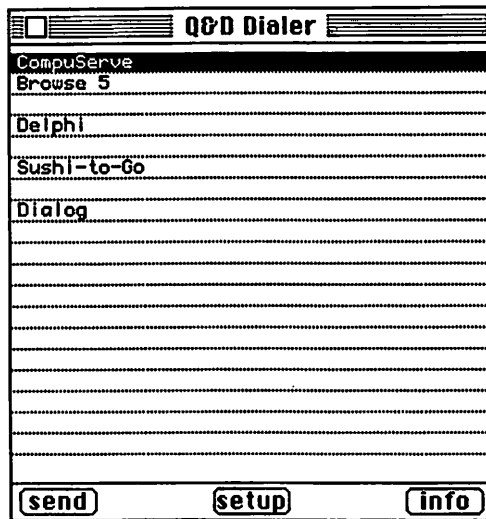 Q&D Dialer
CompuServe
Browse 5
Delphi
Sushi-to-Go
Dialog
send setup info